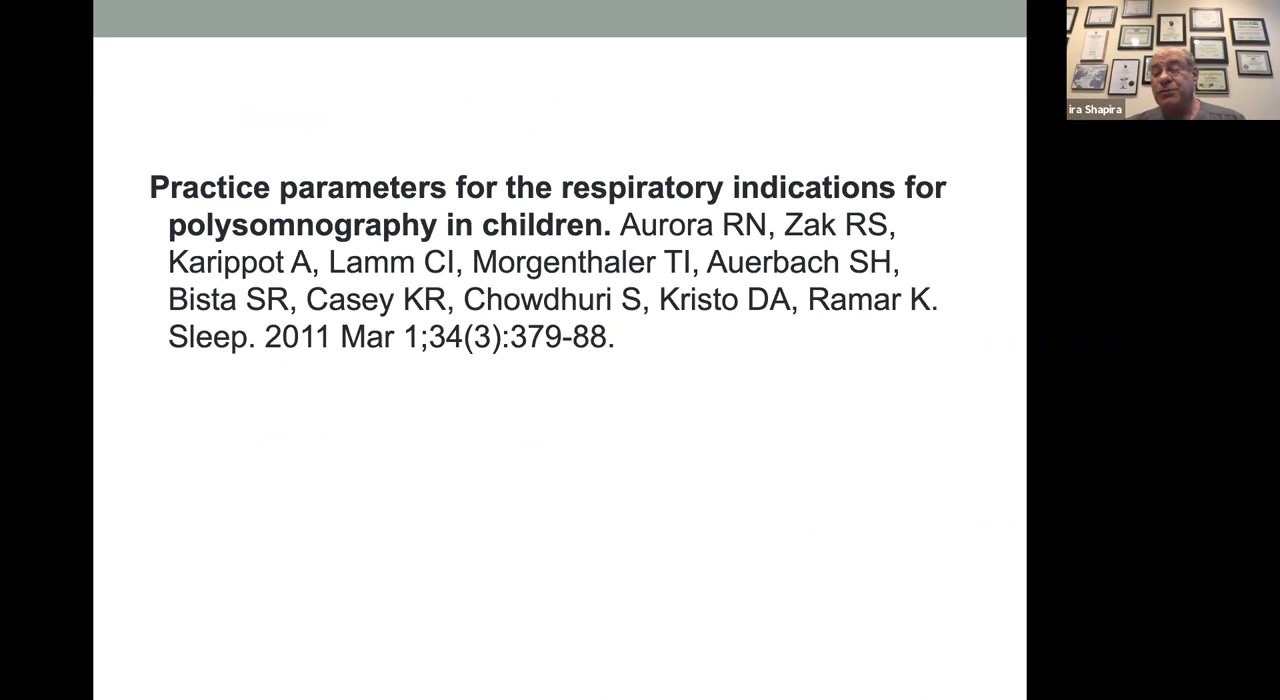 Practice parameters for the respiratory indications for
polysomnography in children. Aurora RN, Zak RS,
Karippot A, Lamm CI, Morgenthaler TI, Auerbach SH,
Bista SR, Casey KR, Chowdhuri S, Kristo DA, Ramar K.
Sleep. 2011 Mar 1;34(3):379-88.
ira Shapira